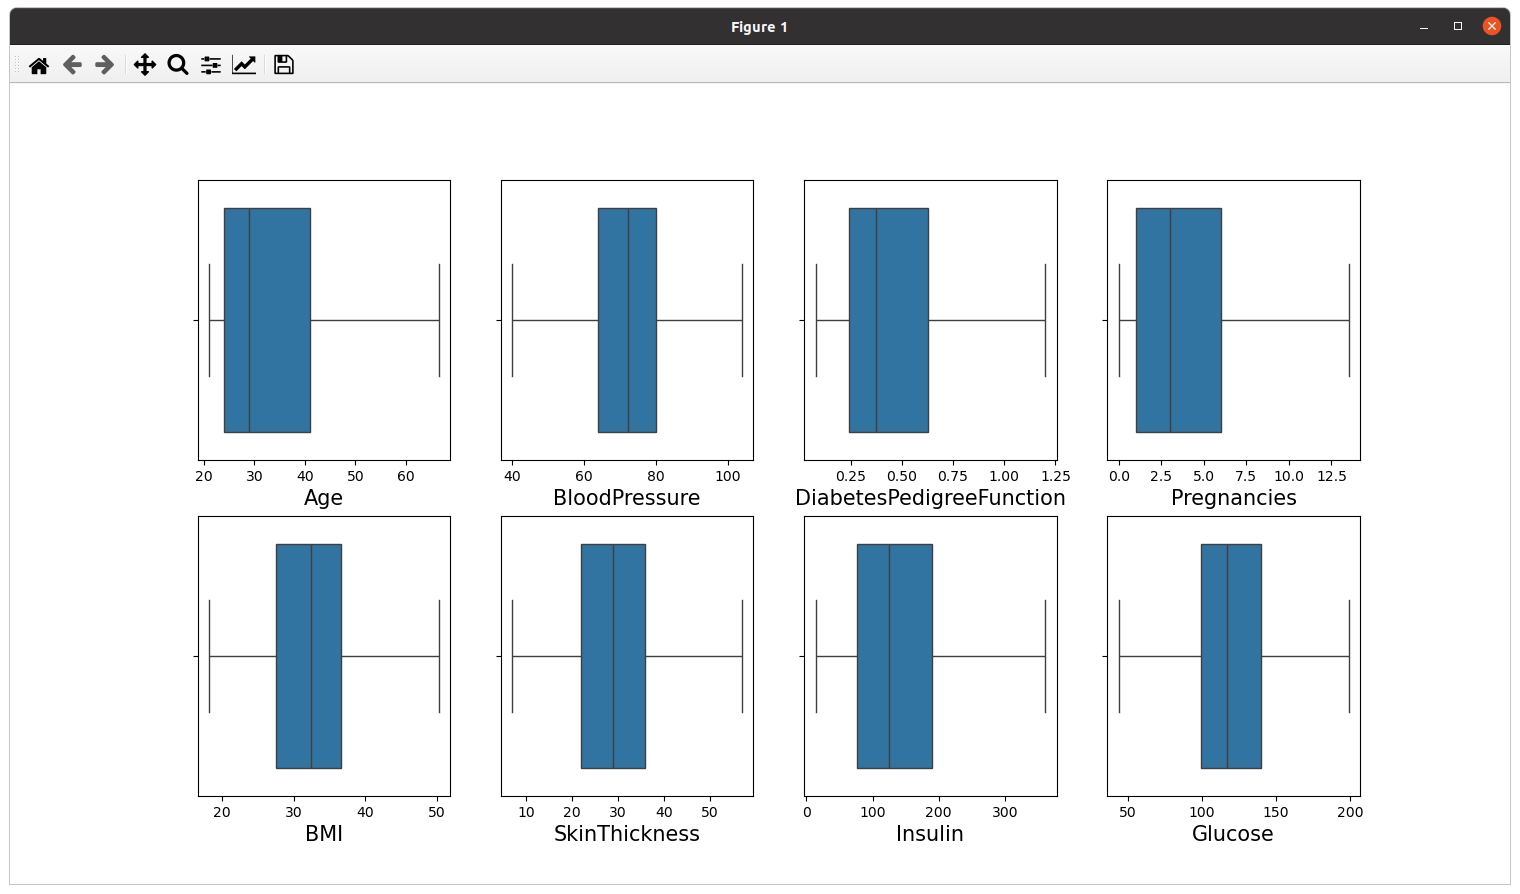 Figure 1
20 30 40 50 60
Age
40 60 80 100
BloodPressure
0.25 0.50 0.75 1.00 1.25
DiabetesPedigreeFunction
0.0 2.5 5.0 7.5 10.0 12.5
Pregnancies
20 30 40 50
BMI
10 20 30 40 50
SkinThickness
0 100 200 300
Insulin
50 100 150 200
Glucose